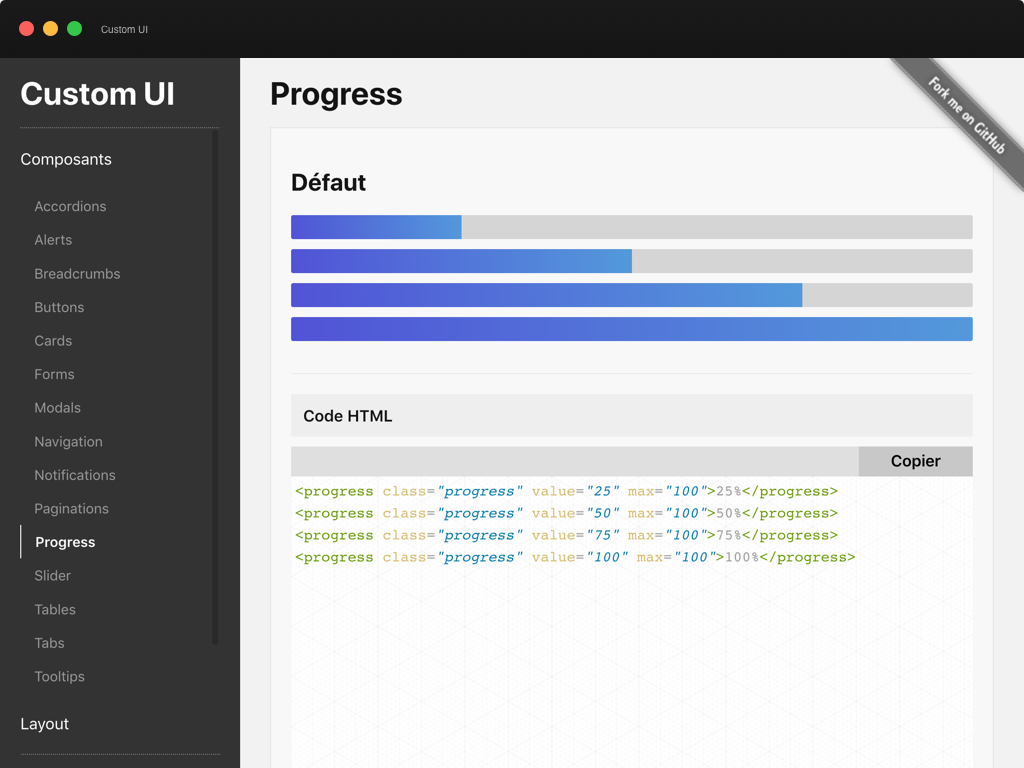 Custom UI
Custom UI
Composants
Accordions
Alerts
Breadcrumbs
Buttons
Cards
Forms
Modals
Navigation
Notifications
Paginations
Progress
Slider
Tables
Tabs
Tooltips
Layout
Progress
Fork me on GitHub
Défaut
Code HTML
Copier
<progress class="progress" value="25" max="100">25%</progress>
<progress class="progress" value="50" max="100">50%</progress>
<progress class="progress" value="75" max="100">75%</progress>
<progress class="progress" value="100" max="100">100%</progress>